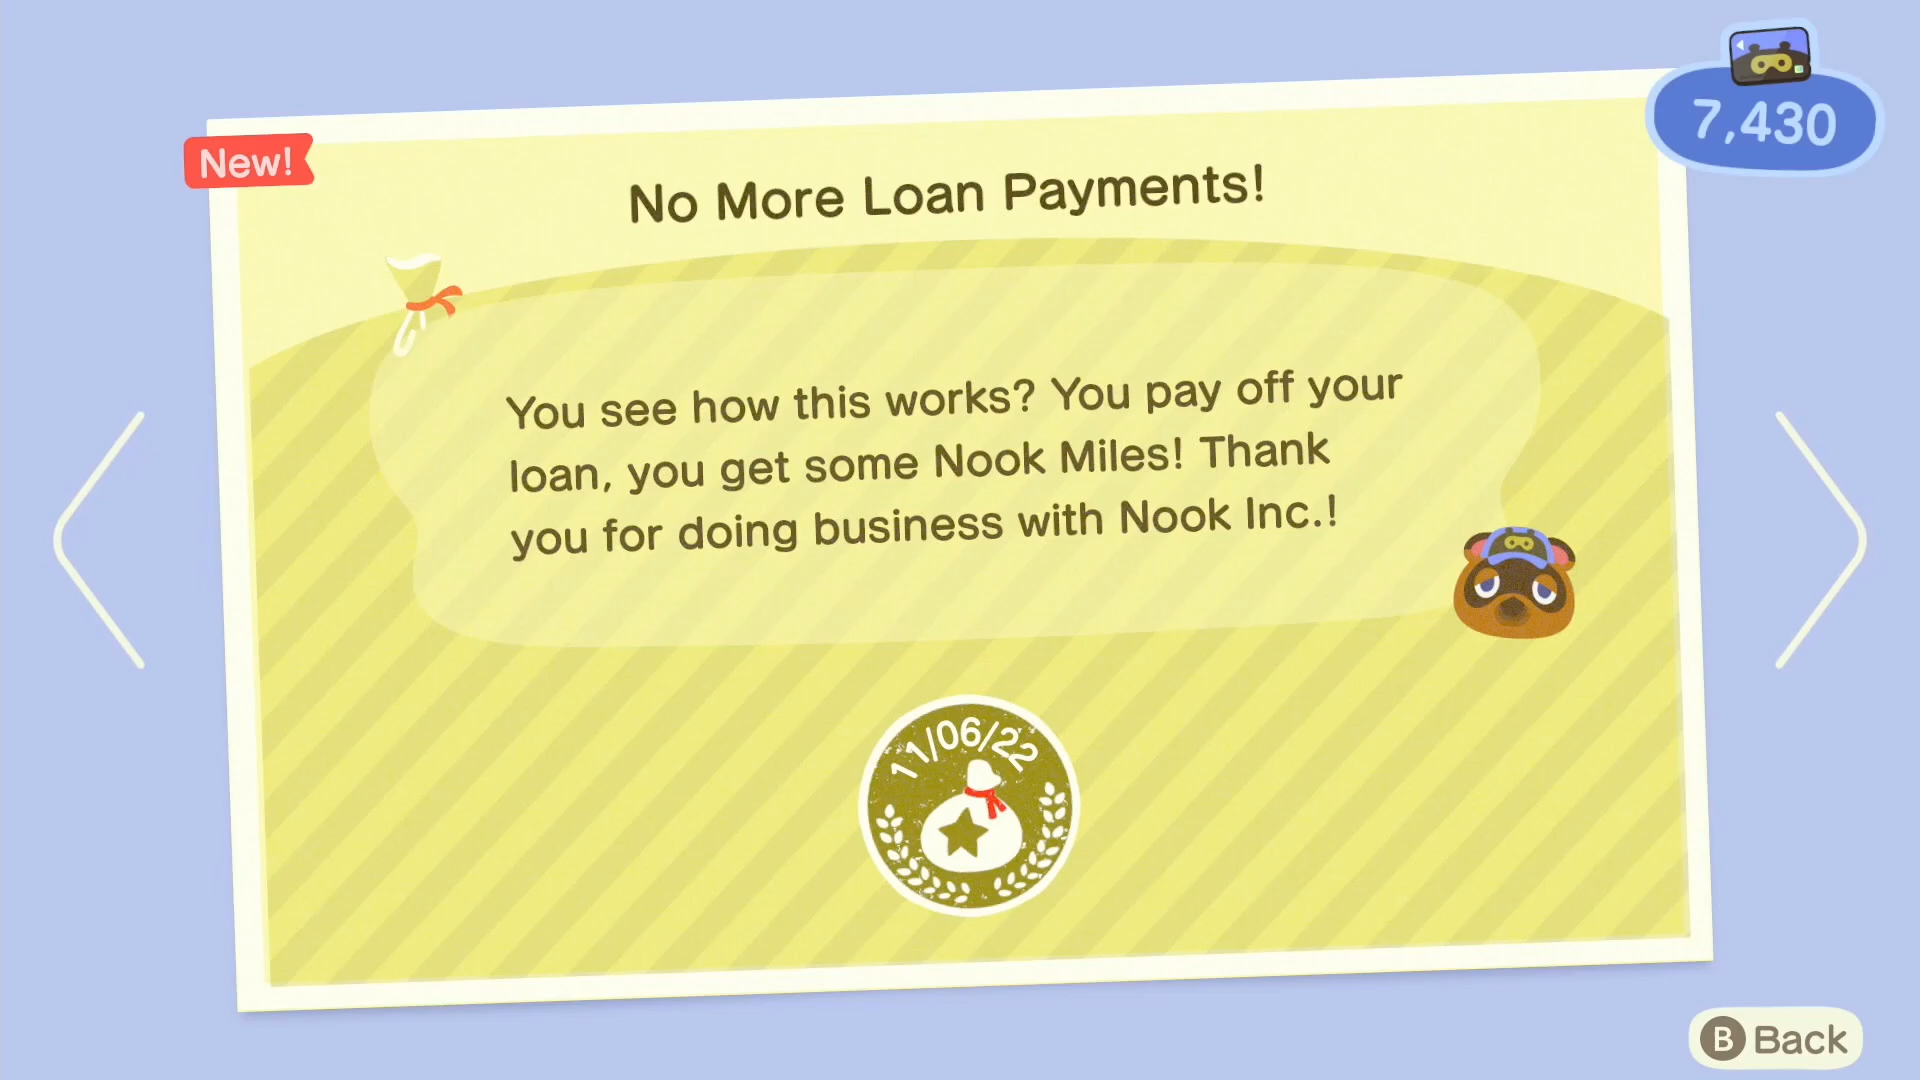 7,430
New!
No More Loan Payments!
You see how this works? You pay off your
loan, you get some Nook Miles! Thank
you for doing business with Nook Inc.!
11/06/22
B Back